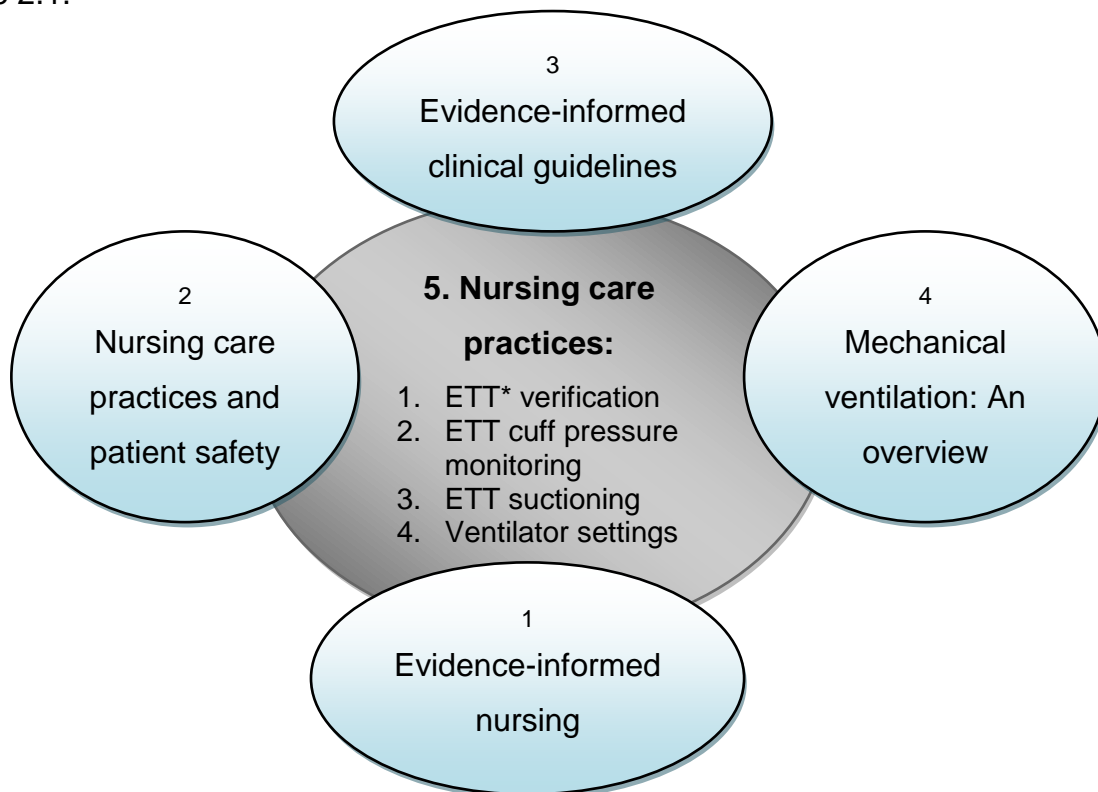 3
Evidence-informed
clinical guidelines
2
Nursing care
practices and
patient safety
5. Nursing care
practices:
1. ETT* verification
2. ETT cuff pressure
monitoring
3. ETT suctioning
4. Ventilator settings
4
Mechanical
ventilation: An
overview
1
Evidence-informed
nursing